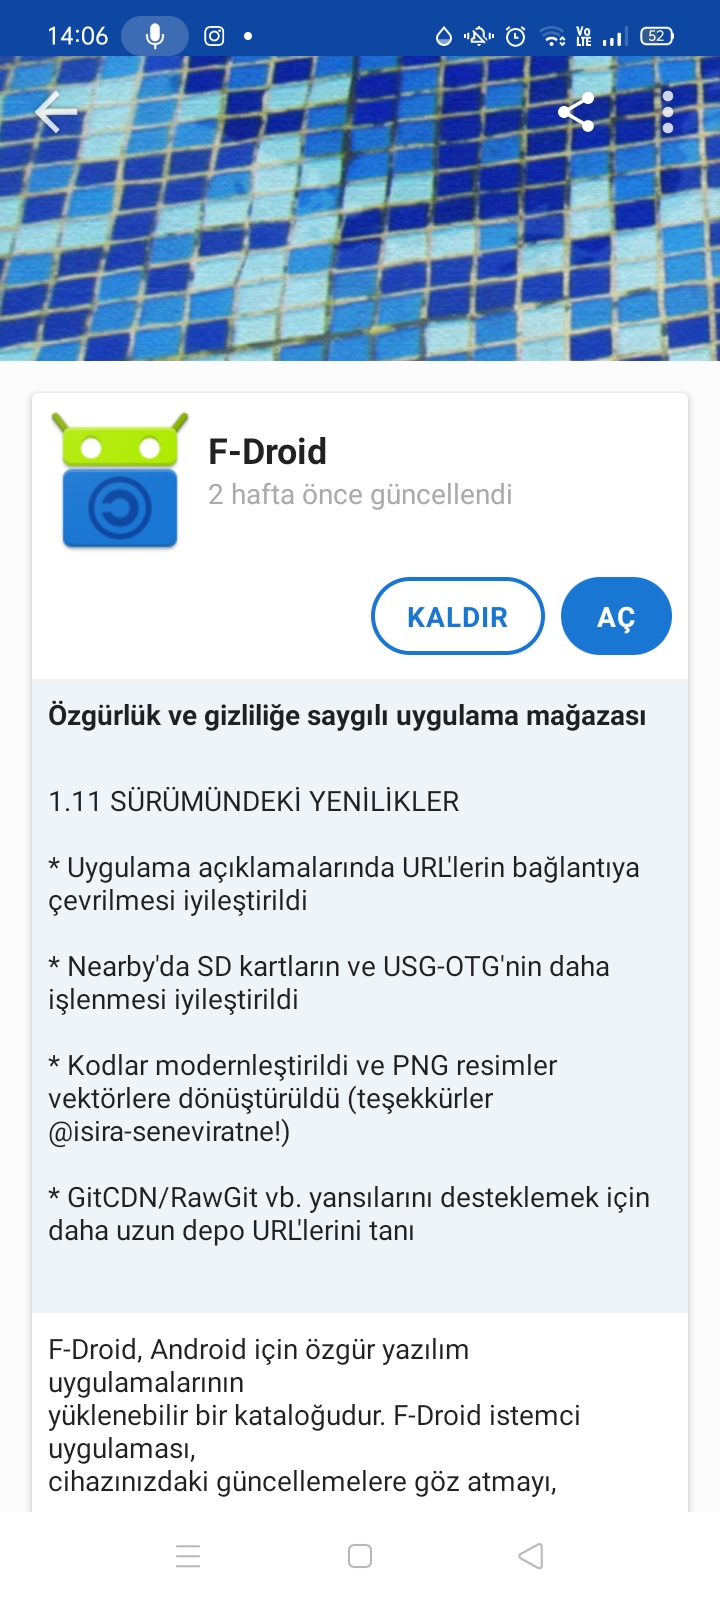 14:06
Vo
LTE
52
F-Droid
2 hafta önce güncellendi
KALDIR
AÇ
Özgürlük ve gizliliğe saygılı uygulama mağazası
1.11 SÜRÜMÜNDEKİ YENİLİKLER
* Uygulama açıklamalarında URL'lerin bağlantıya
çevrilmesi iyileştirildi
* Nearby'da SD kartların ve USG-OTG'nin daha
işlenmesi iyileştirildi
* Kodlar modernleştirildi ve PNG resimler
vektörlere dönüştürüldü (teşekkürler
@isira-seneviratne!)
* GitCDN/RawGit vb. yansılarını desteklemek için
daha uzun depo URL'lerini tanı
F-Droid, Android için özgür yazılım
uygulamalarının
yüklenebilir bir kataloğudur. F-Droid istemci
uygulaması,
cihazınızdaki güncellemelere göz atmayı,